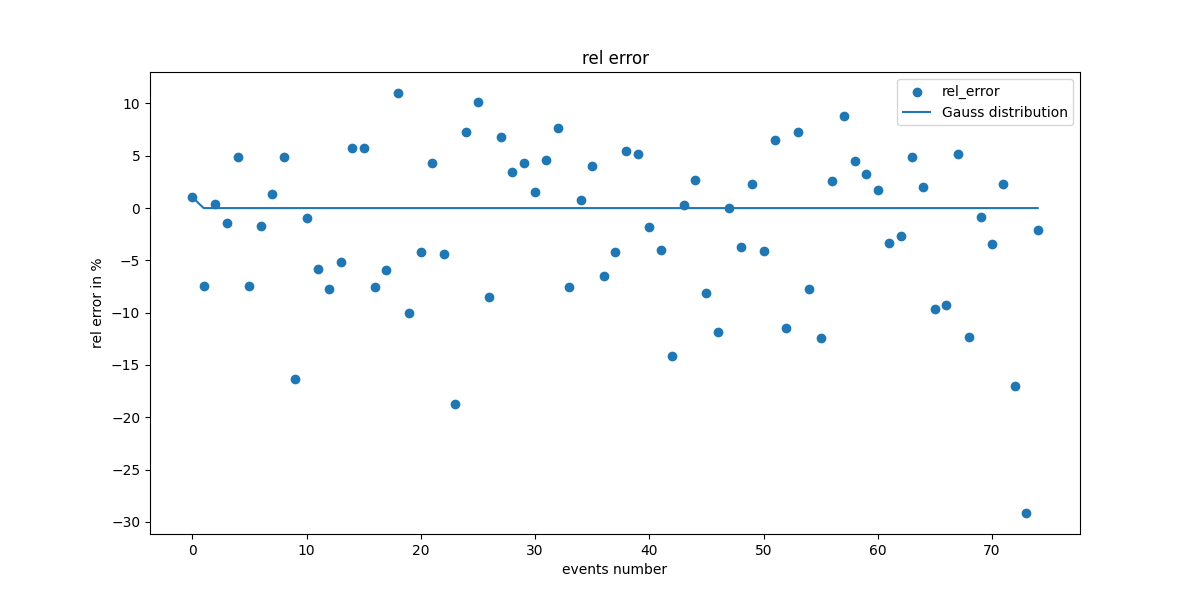 rel error
rel_error
Gauss distribution
rel error in %
10
5
0
−5
−10
−15
−20
−25
−30
0 10 20 30 40 50 60 70
events number